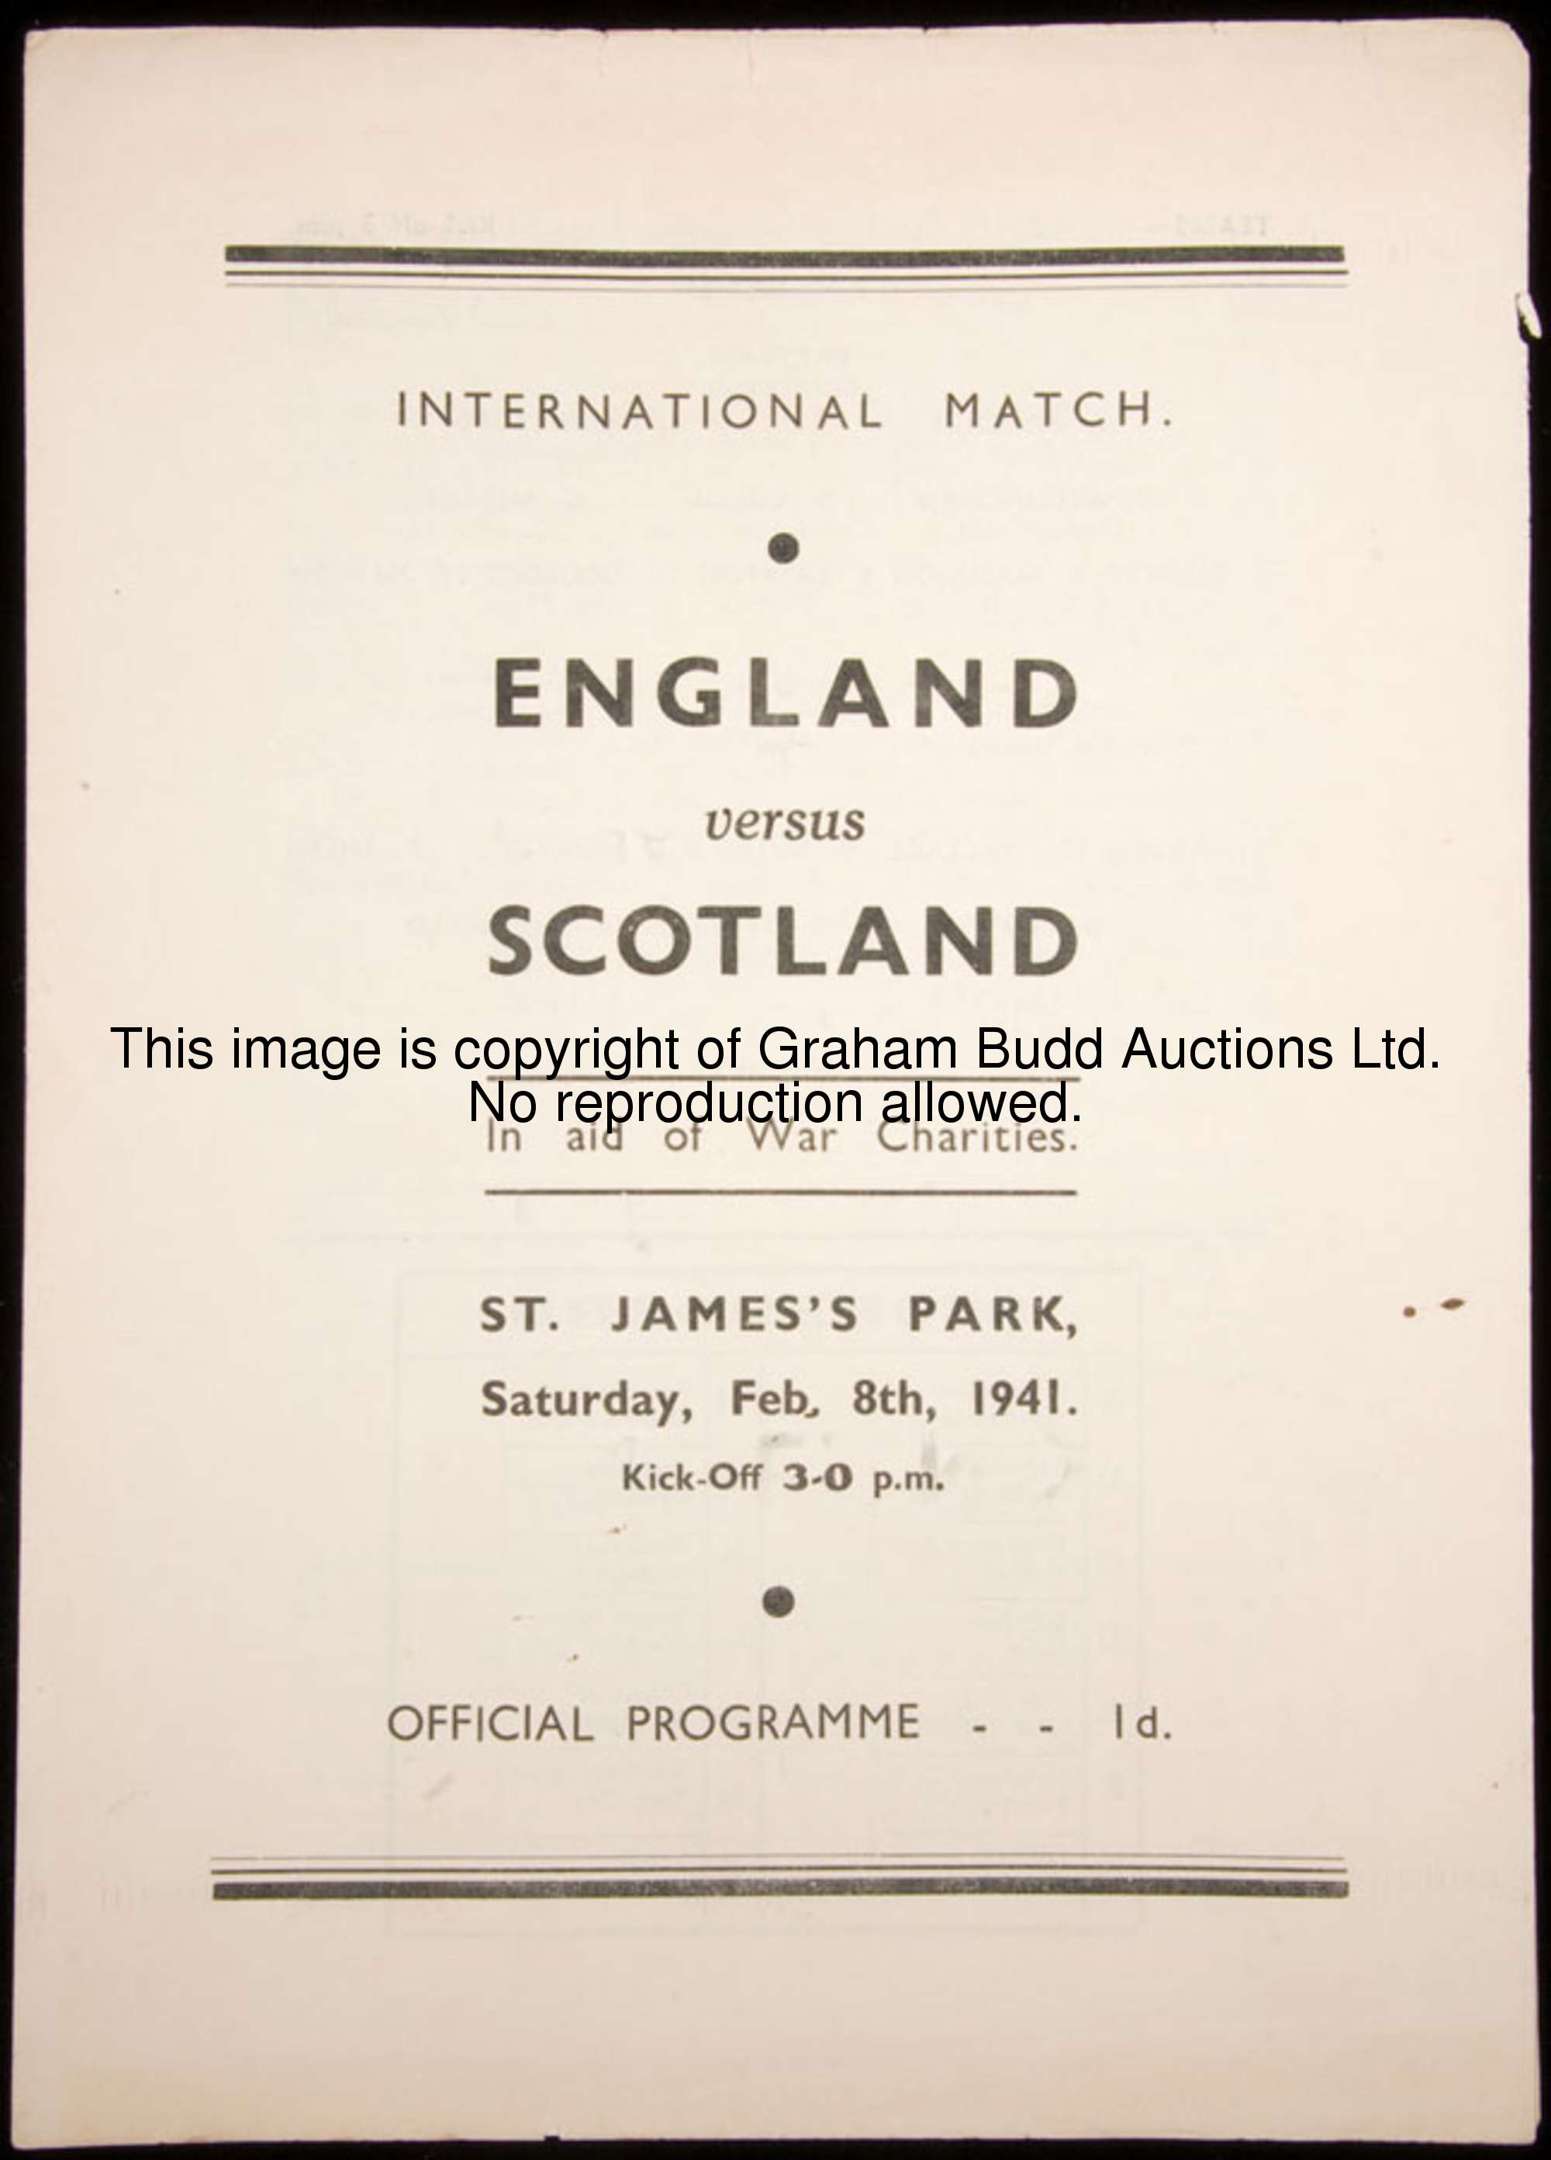 INTERNATIONAL MATCH.
ENGLAND
versus
SCOTLAND
This image is copyright of Graham Budd Auctions Ltd.
No reproduction allowed.
In aid of War Charities.
ST. JAMES'S PARK,
Saturday, Feb. 8th, 1941.
Kick-Off 3-0 p.m.
OFFICIAL PROGRAMME - - 1d.